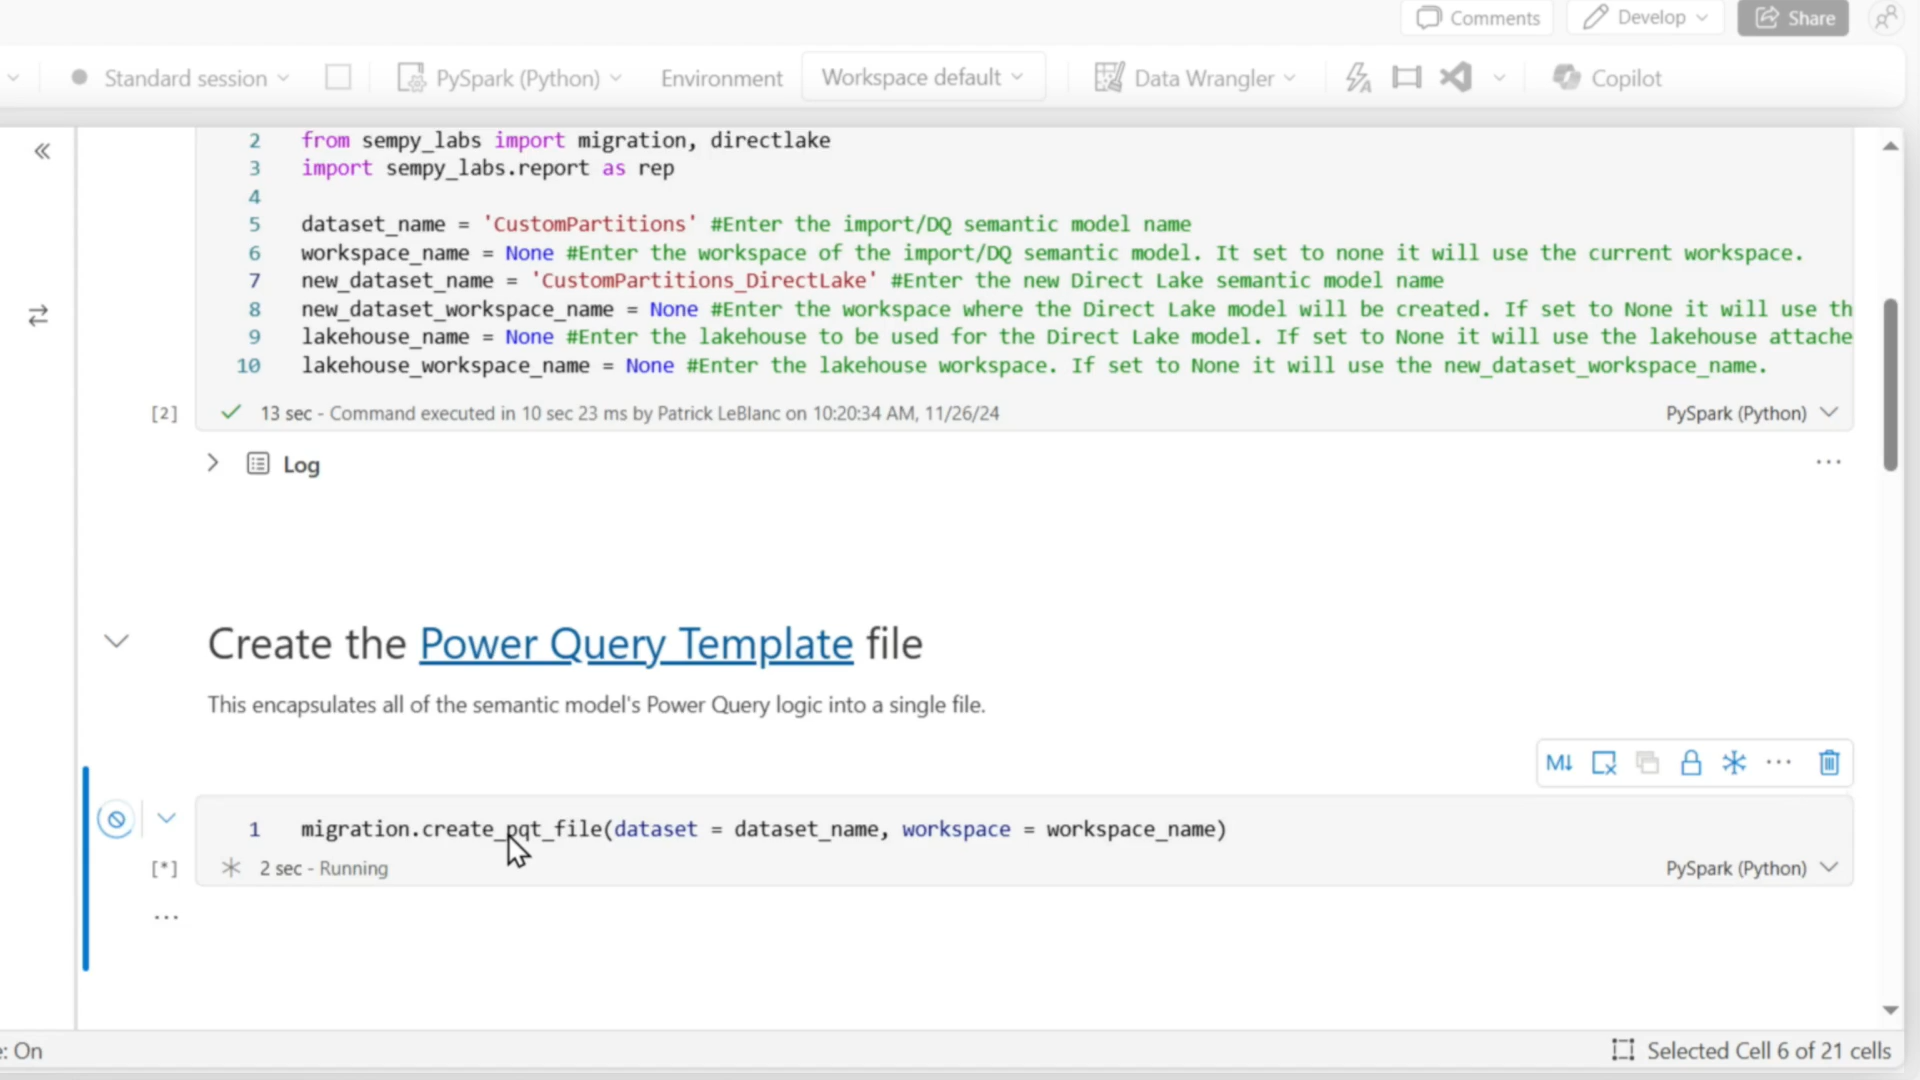 Comments
Develop
Share
Standard session
PySpark (Python)
Environment
Workspace default
Data Wrangler
Copilot
2 from sempy_labs import migration, directlake
3 import sempy_labs.report as rep
4
5 dataset_name = 'CustomPartitions' #Enter the import/DQ semantic model name
6 workspace_name = None #Enter the workspace of the import/DQ semantic model. It set to none it will use the current workspace.
7 new_dataset_name = 'CustomPartitions_DirectLake' #Enter the new Direct Lake semantic model name
8 new_dataset_workspace_name = None #Enter the workspace where the Direct Lake model will be created. If set to None it will use th
9 lakehouse_name = None #Enter the lakehouse to be used for the Direct Lake model. If set to None it will use the lakehouse attache
10 lakehouse_workspace_name = None #Enter the lakehouse workspace. If set to None it will use the new_dataset_workspace_name.
[2] 13 sec - Command executed in 10 sec 23 ms by Patrick LeBlanc on 10:20:34 AM, 11/26/24 PySpark (Python)
Log
Create the Power Query Template file
This encapsulates all of the semantic model's Power Query logic into a single file.
M↓
1 migration.create_pqt_file(dataset = dataset_name, workspace = workspace_name)
[*] 2 sec - Running PySpark (Python)
: On
Selected Cell 6 of 21 cells